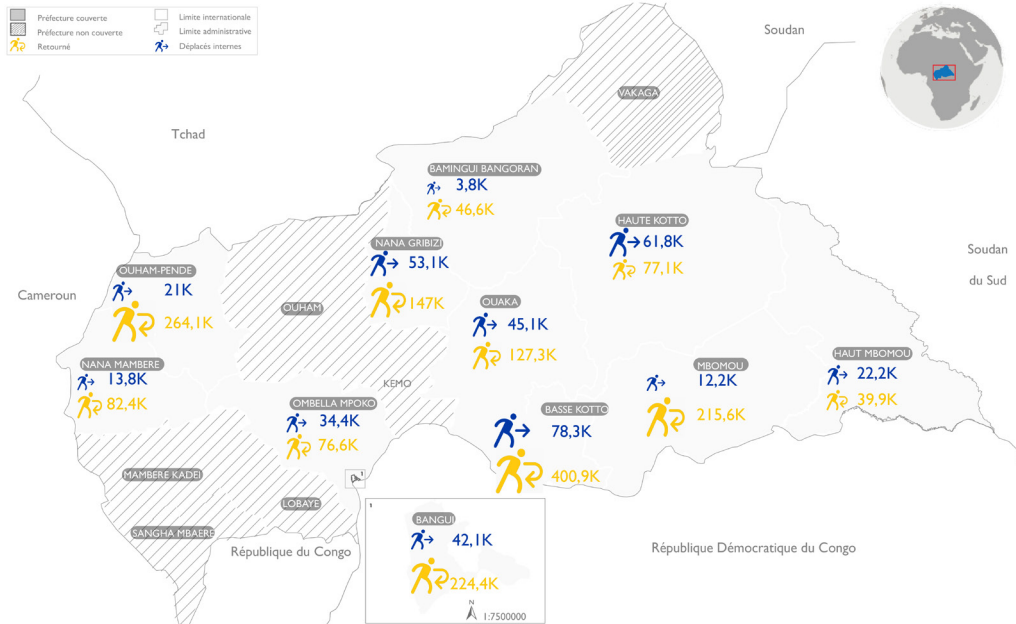 Préfecture couverte
Limite internationale
Préfecture non couverte
Limite administrative
Retourné
Déplacés internes
Soudan
VAKAGA
Tchad
BAMINGUI BANGORAN
3,8K
46,6K
HAUTE KOTTO
61,8K
77,1K
NANA GRIBIZI
53,1K
147K
Soudan
du Sud
OUHAM-PENDE
21K
264,1K
Cameroun
OUHAM
OUAKA
45,1K
127,3K
NANA MAMBERE
13,8K
82,4K
KEMO
MBOMOU
12,2K
215,6K
HAUT MBOMOU
22,2K
39,9K
OMBELLA MPOKO
34,4K
76,6K
BASSE KOTTO
78,3K
400,9K
MAMBERE KADEI
1
LOBAYE
SANGHA MBAERE
République du Congo
République Démocratique du Congo
1
BANGUI
42,1K
224,4K
N
1:7500000